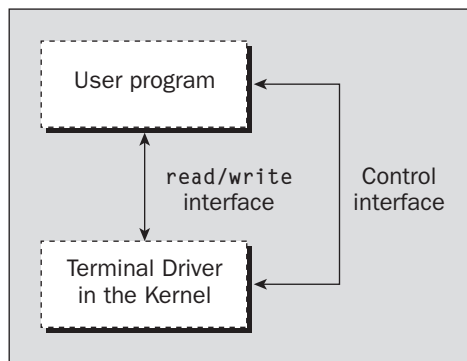 User program
read/write
interface
Control
interface
Terminal Driver
in the Kernel